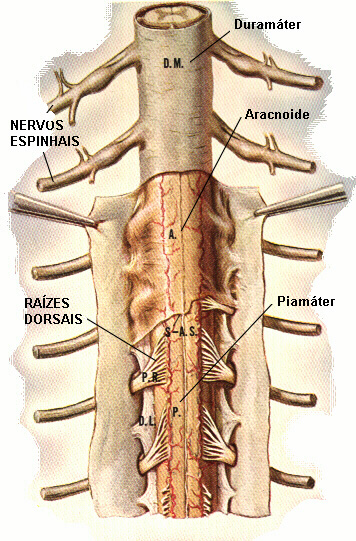 Duramáter
D.M.
Aracnoide
NERVOS
ESPINHAIS
A.
RAÍZES
DORSAIS
Piamáter
S-A.S.
P.R.
P.
D.L.